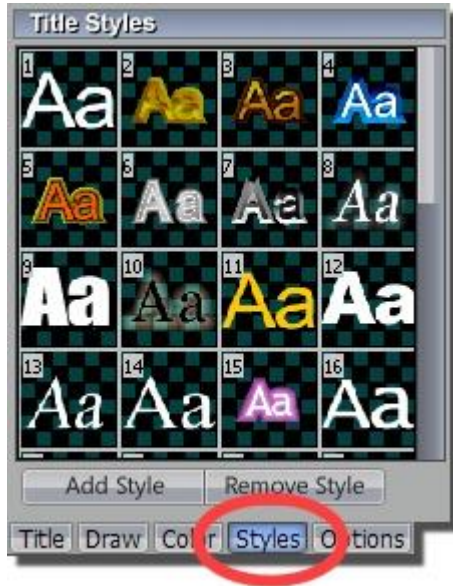 Title Styles
1 2 3 4
Aa Aa Aa Aa
5 6 7 8
Aa Aa Aa Aa
9 10 11 12
Aa Aa Aa Aa
13 14 15 16
Aa Aa Aa Aa
Add Style Remove Style
Title Draw Color Styles Options